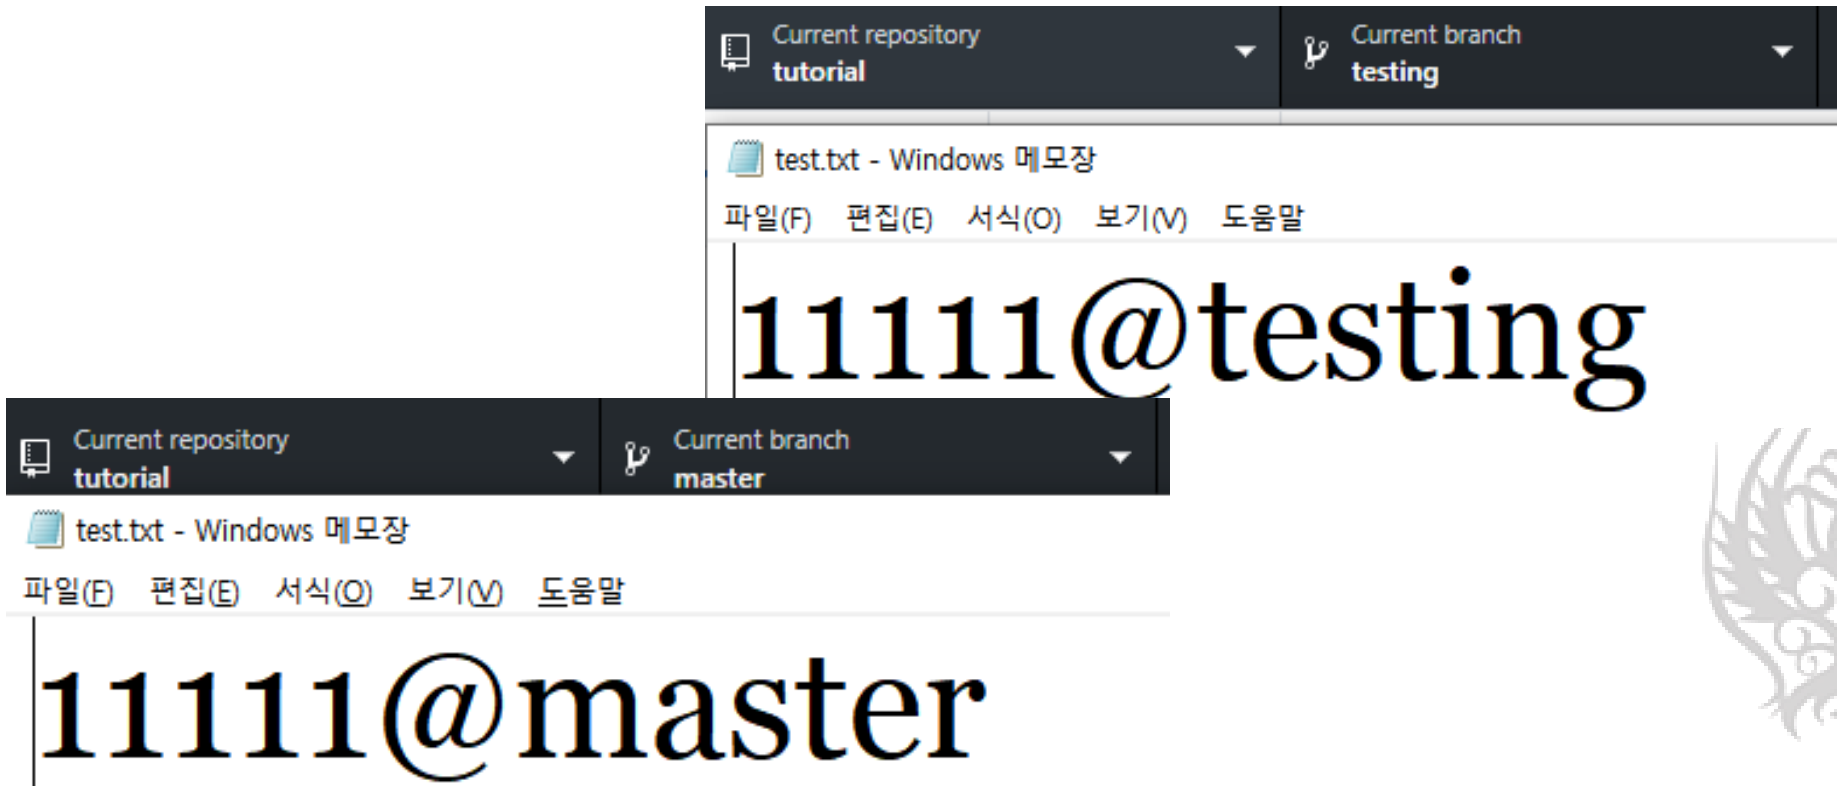 Current repository
tutorial
Current branch
testing
test.txt - Windows 메모장
파일(F) 편집(E) 서식(O) 보기(V) 도움말
11111@testing
Current repository
tutorial
Current branch
master
test.txt - Windows 메모장
파일(F) 편집(E) 서식(O) 보기(V) 도움말
11111@master